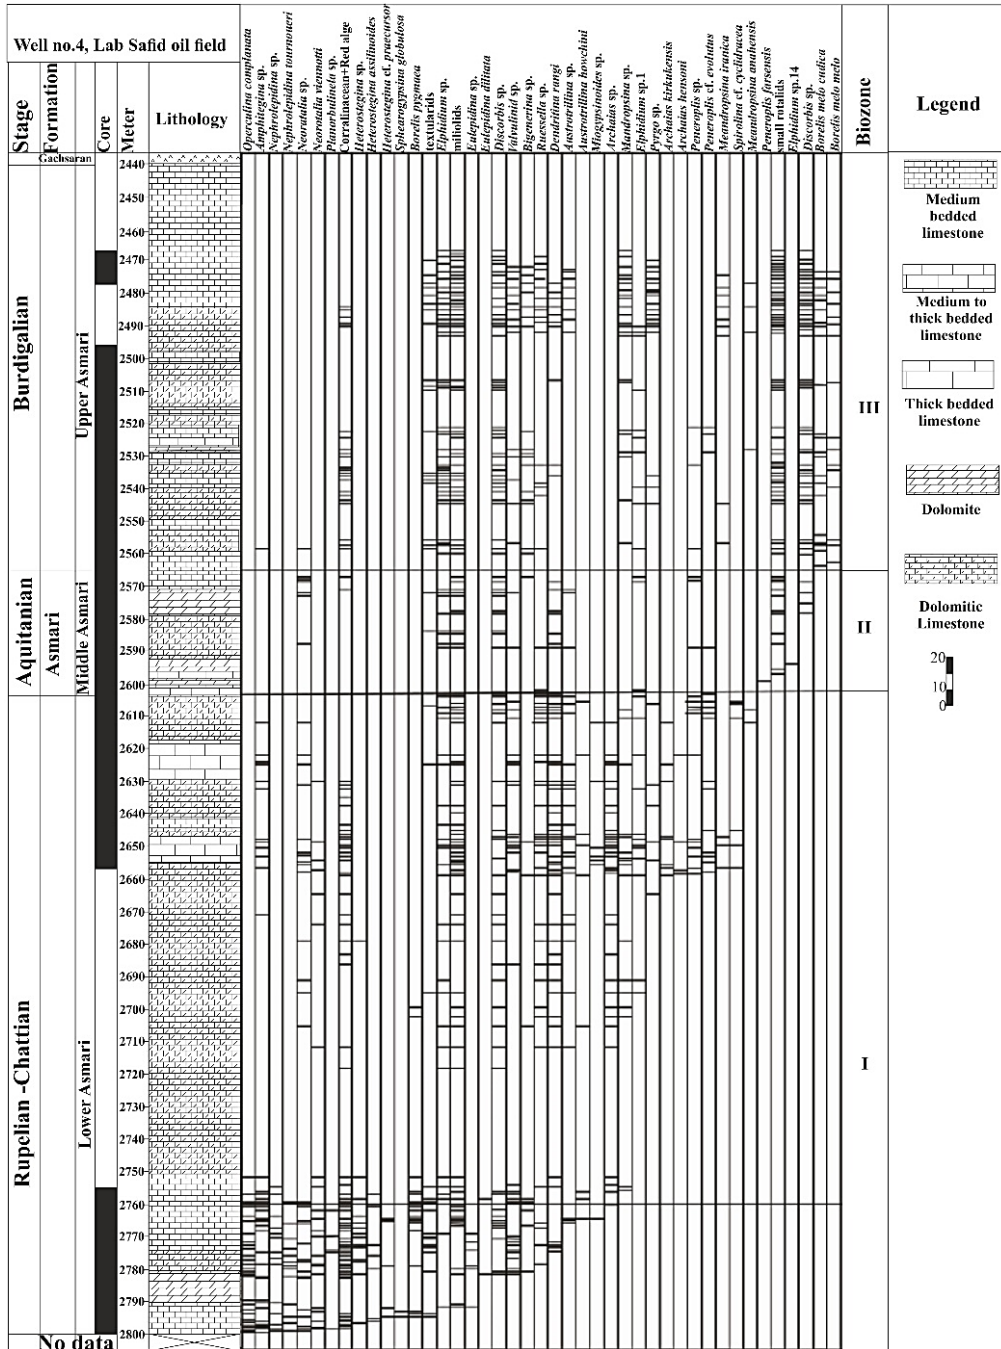 Well no.4, Lab Safid oil field
Stage
Formation
Core
Meter
Lithology
Operculina complanata
Amphistegina sp.
Nephrolepidina sp.
Nephrolepidina tournoueri
Neorotalia sp.
Neorotalia viennotti
Planorbulinela sp.
Corralinacean+Red alge
Heterostegina sp.
Heterostegina assilinoides
Heterostegina cf. praecursor
Sphearogypsina globulosa
Borelis pygmaea
textularids
Elphidium sp.
miliolids
Eulepidina sp.
Eulepidina dilitata
Discorbis sp.
Valvulinid sp.
Bigenerina sp.
Ruessella sp.
Dendritina rangi
Austrotrillina sp.
Austrotrillina howchini
Miogypsinoides sp.
Archaias sp.
Mandropsina sp.
Elphidium sp.1
Pyrgo sp.
Archaias kirkukensis
Archaias hensoni
Peneroplis sp.
Peneroplis cf. evolutus
Meandropsina iranica
Spirolina cf. cyclidracea
Meandropsina anahensis
Peneroplis farsensis
Elphidium sp.14
small rotaliids
Discorbis sp.
Borelis melo cudica
Borelis melo melo
Biozone
Legend
Gachsaran
Burdigalian
Aquitanian
Rupelian -Chattian
Asmari
Upper Asmari
Middle Asmari
Lower Asmari
2440
2450
2460
2470
2480
2490
2500
2510
2520
2530
2540
2550
2560
2570
2580
2590
2600
2610
2620
2630
2640
2650
2660
2670
2680
2690
2700
2710
2720
2730
2740
2750
2760
2770
2780
2790
2800
No data
III
II
I
Medium
bedded
limestone
Medium to
thick bedded
limestone
Thick bedded
limestone
Dolomite
Dolomitic
Limestone
20
10
0